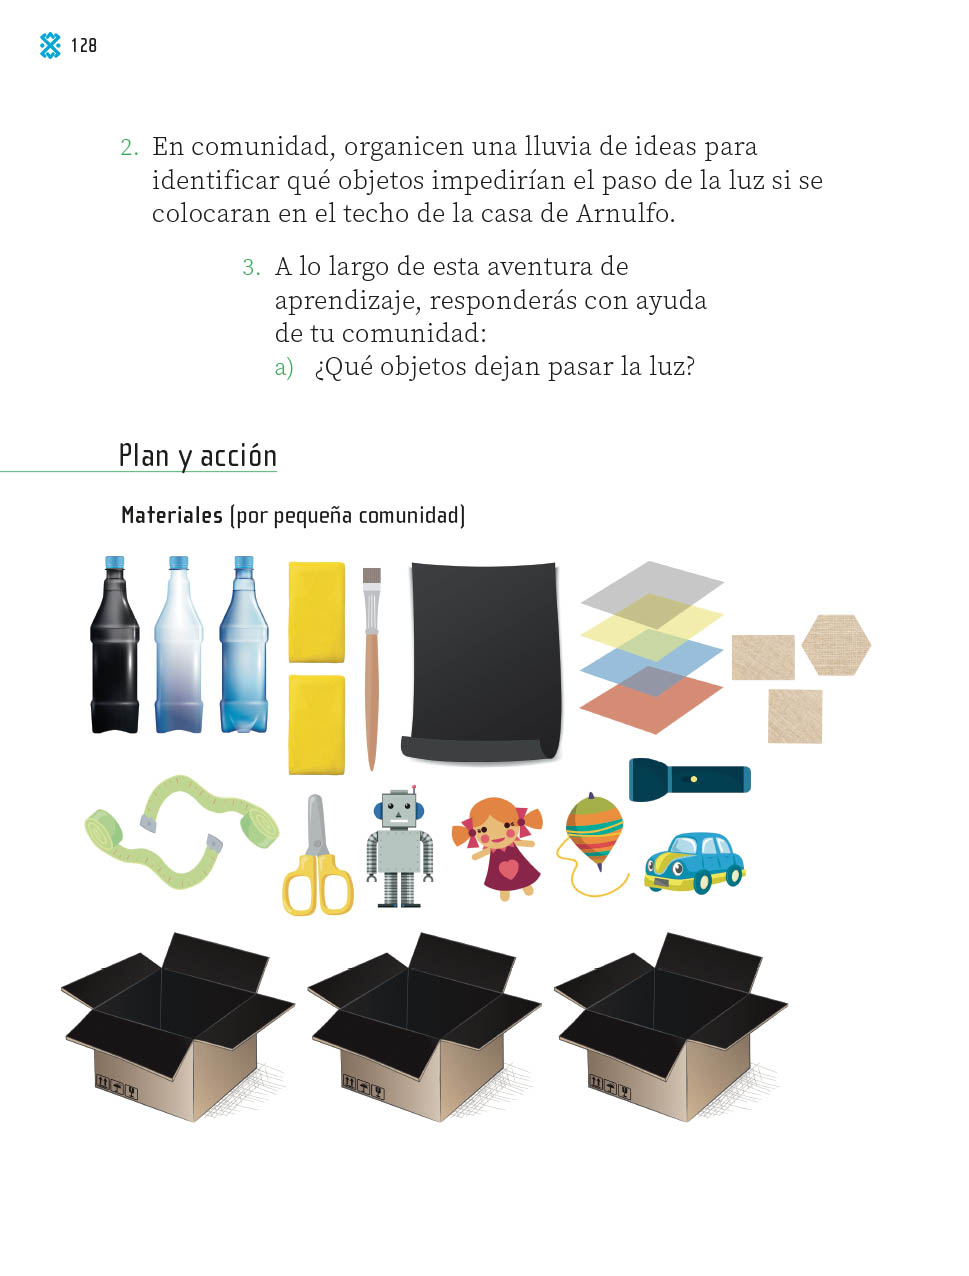 128
2. En comunidad, organicen una lluvia de ideas para
identificar qué objetos impedirían el paso de la luz si se
colocaran en el techo de la casa de Arnulfo.
3. A lo largo de esta aventura de
aprendizaje, responderás con ayuda
de tu comunidad:
a) ¿Qué objetos dejan pasar la luz?
Plan y acción
Materiales (por pequeña comunidad)